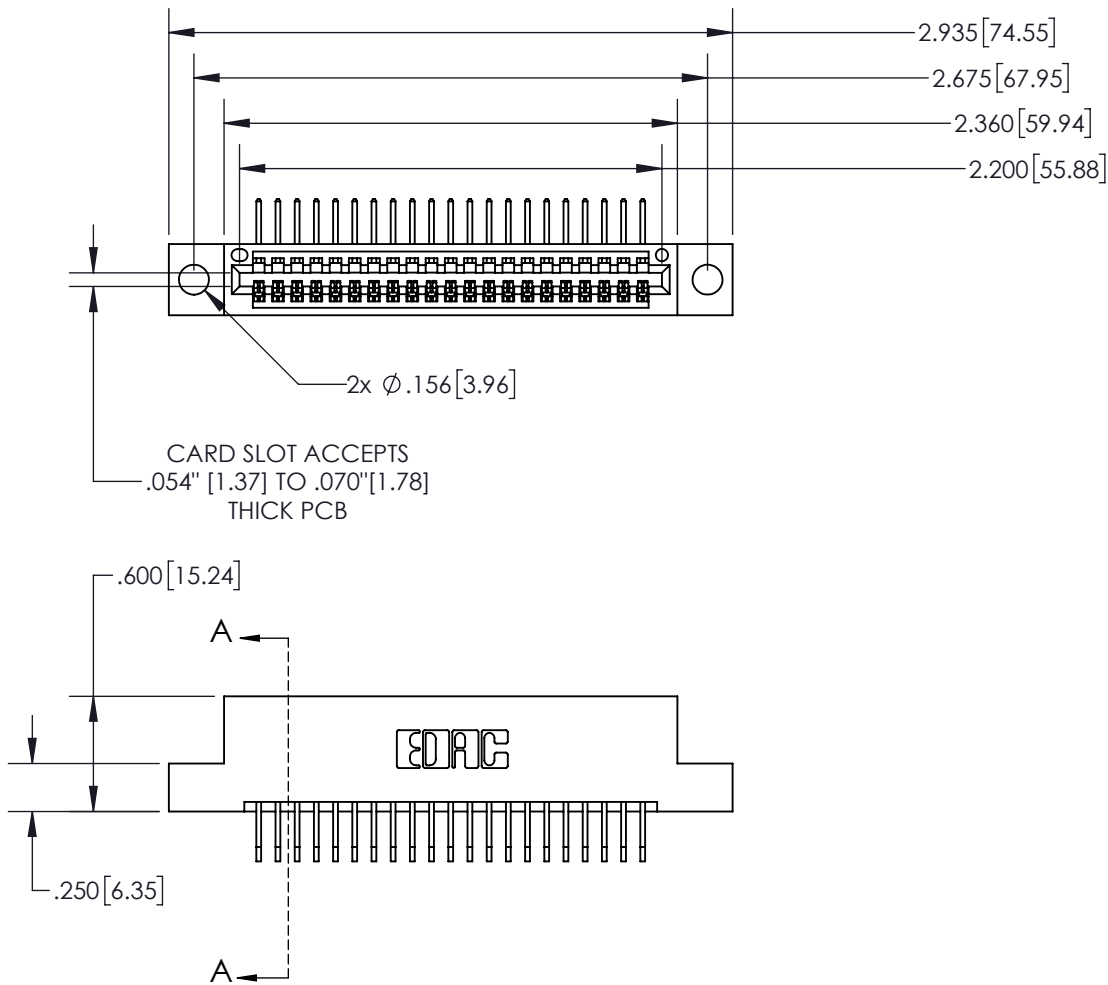 2.935[74.55]
2.675[67.95]
2.360[59.94]
2.200[55.88]
2x Ø.156[3.96]
CARD SLOT ACCEPTS
.054" [1.37] TO .070"[1.78]
THICK PCB
.600[15.24]
A
EDAC
.250[6.35]
A